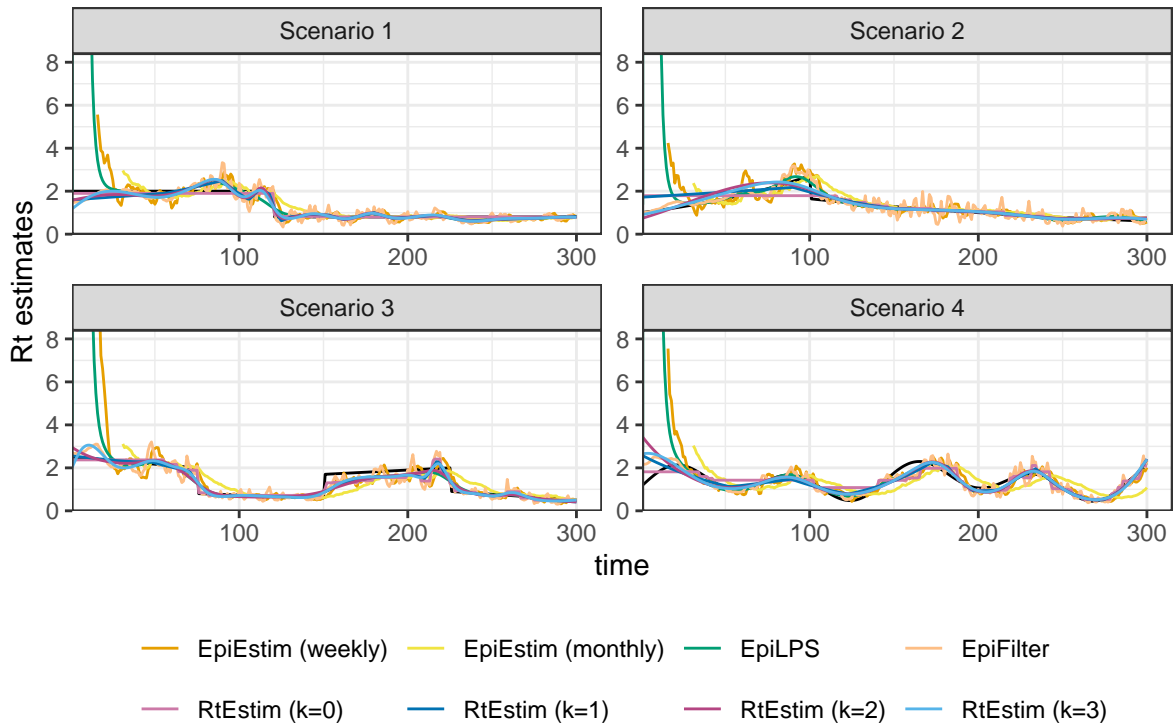 Scenario 1
Scenario 2
8
6
4
2
0
100
200
300
8
6
4
2
0
100
200
300
Scenario 3
Scenario 4
8
6
4
2
0
100
200
300
8
6
4
2
0
100
200
300
Rt estimates
time
EpiEstim (weekly)
EpiEstim (monthly)
EpiLPS
EpiFilter
RtEstim (k=0)
RtEstim (k=1)
RtEstim (k=2)
RtEstim (k=3)